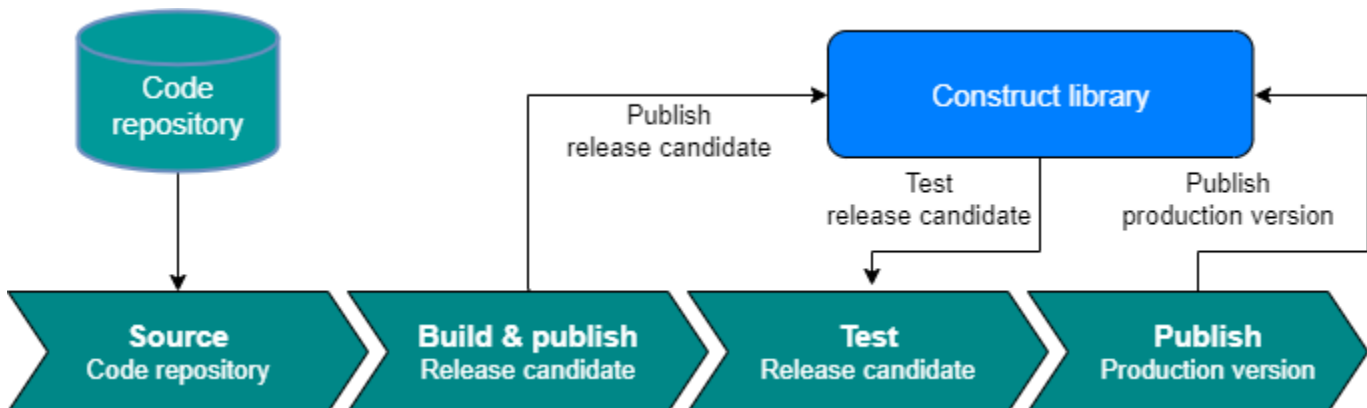 Code
repository
Construct library
Publish
release candidate
Test
release candidate
Publish
production version
Source
Code repository
Build & publish
Release candidate
Test
Release candidate
Publish
Production version